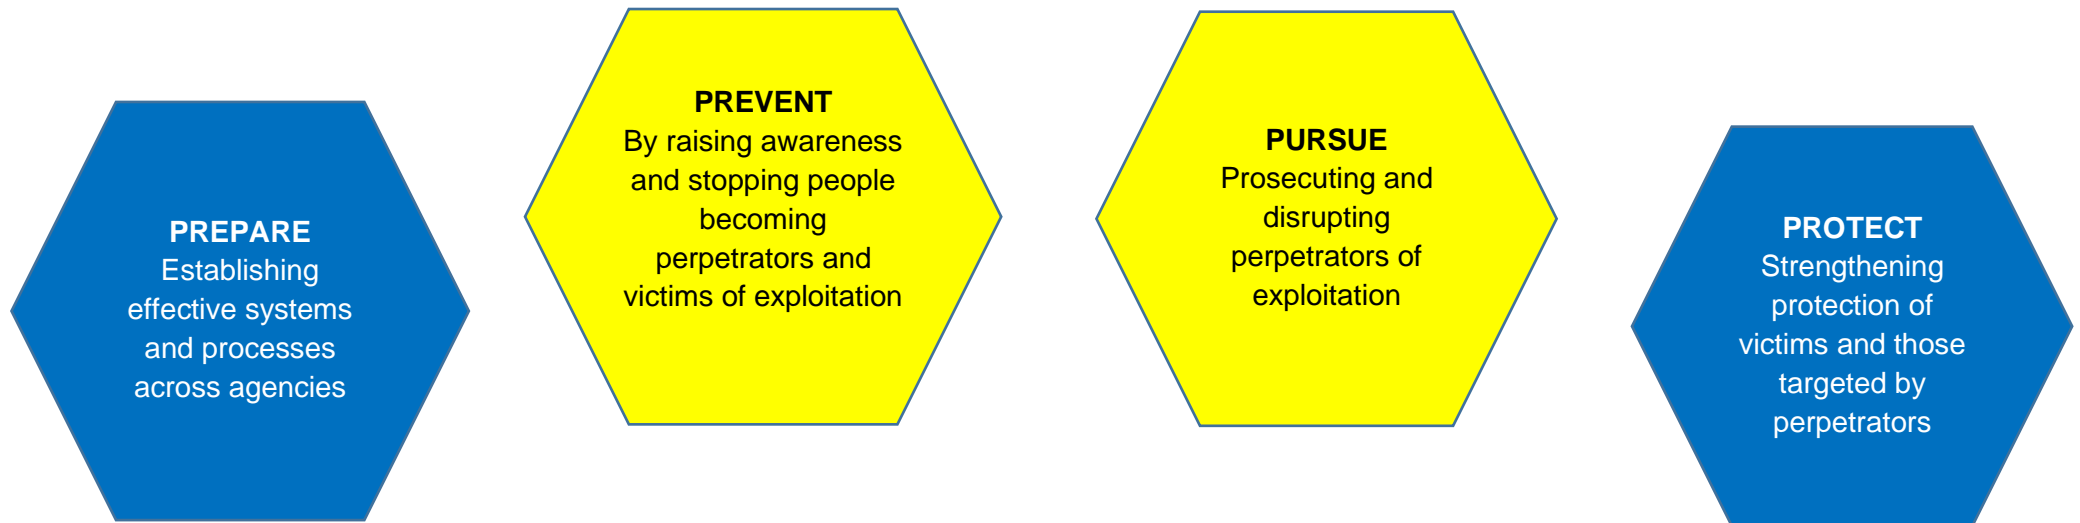 PREPARE
Establishing
effective systems
and processes
across agencies
PREVENT
By raising awareness
and stopping people
becoming
perpetrators and
victims of exploitation
PURSUE
Prosecuting and
disrupting
perpetrators of
exploitation
PROTECT
Strengthening
protection of
victims and those
targeted by
perpetrators